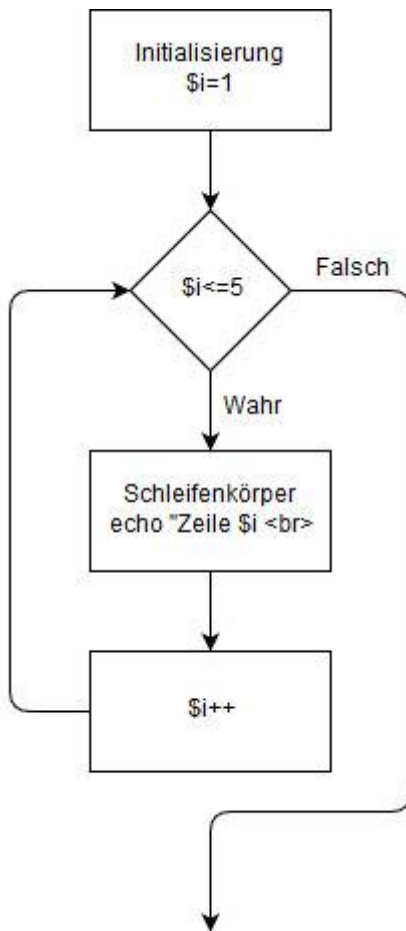 Initialisierung
$i=1
$i<=5
Falsch
Wahr
Schleifenkörper
echo "Zeile $i <br>
$i++